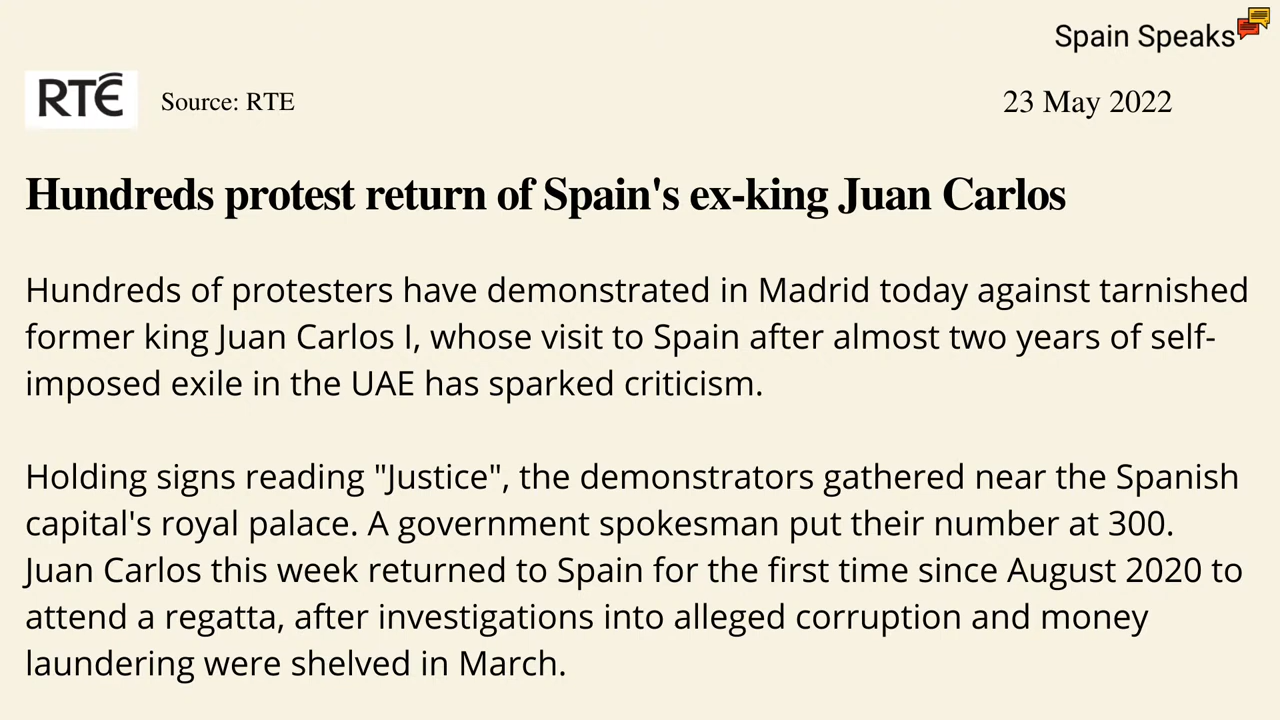 Spain Speaks
RTÉ
Source: RTE
23 May 2022
Hundreds protest return of Spain's ex-king Juan Carlos
Hundreds of protesters have demonstrated in Madrid today against tarnished
former king Juan Carlos I, whose visit to Spain after almost two years of self-
imposed exile in the UAE has sparked criticism.
Holding signs reading "Justice", the demonstrators gathered near the Spanish
capital's royal palace. A government spokesman put their number at 300.
Juan Carlos this week returned to Spain for the first time since August 2020 to
attend a regatta, after investigations into alleged corruption and money
laundering were shelved in March.